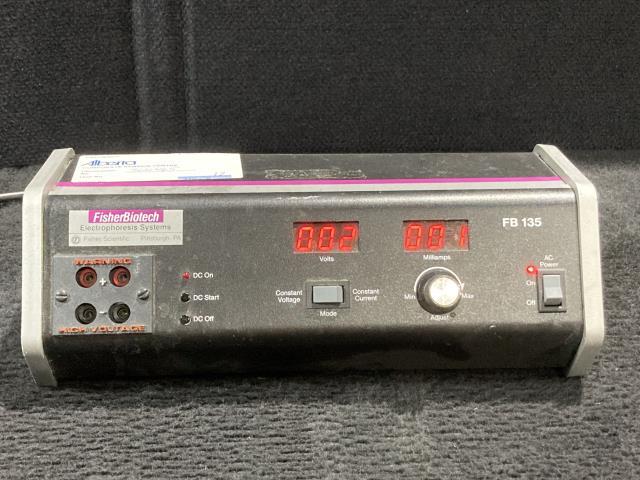 Alberta
FisherBiotech
Electrophoresis Systems
Fisher Scientific Pittsburgh, PA
WARNING
+
-
HIGH VOLTAGE
DC On
DC Start
DC Off
002
Volts
001
Milliamps
Constant Voltage
Constant Current
Mode
Min
Max
Adjust
FB 135
AC
Power
On
Off